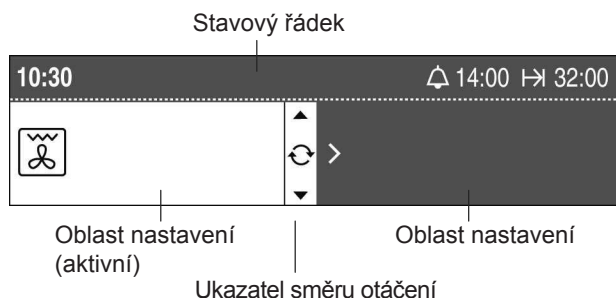 Stavový řádek
10:30 14:00 32:00
Oblast nastavení
(aktivní)
Oblast nastavení
Ukazatel směru otáčení